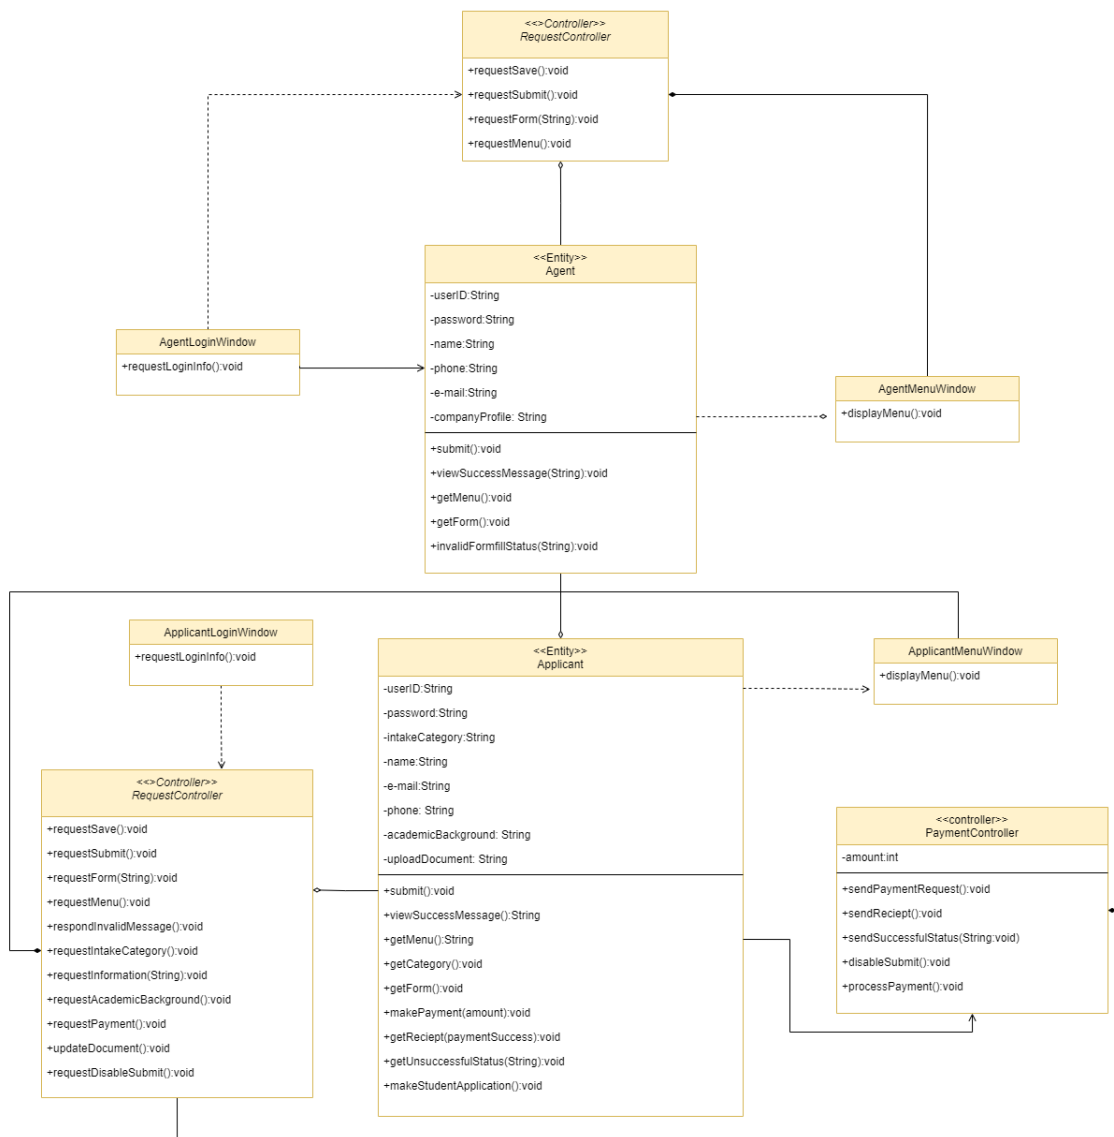 <<>Controller>>
RequestController
+requestSave():void
+requestSubmit():void
+requestForm(String):void
+requestMenu():void
<<Entity>>
Agent
-userID:String
-password:String
-name:String
-phone:String
-e-mail:String
-companyProfile: String
+submit():void
+viewSuccessMessage(String):void
+getMenu():void
+getForm():void
+invalidFormfillStatus(String):void
AgentLoginWindow
+requestLoginInfo():void
AgentMenuWindow
+displayMenu():void
ApplicantLoginWindow
+requestLoginInfo():void
<<Entity>>
Applicant
-userID:String
-password:String
-intakeCategory:String
-name:String
-e-mail:String
-phone: String
-academicBackground: String
-uploadDocument: String
+submit():void
+viewSuccessMessage():String
+getMenu():String
+getCategory():void
+getForm():void
+makePayment(amount):void
+getReciept(paymentSuccess):void
+getUnsuccessfulStatus(String):void
+makeStudentApplication():void
ApplicantMenuWindow
+displayMenu():void
<<>Controller>>
RequestController
+requestSave():void
+requestSubmit():void
+requestForm(String):void
+requestMenu():void
+respondInvalidMessage():void
+requestIntakeCategory():void
+requestInformation(String):void
+requestAcademicBackground():void
+requestPayment():void
+updateDocument():void
+requestDisableSubmit():void
<<controller>>
PaymentController
-amount:int
+sendPaymentRequest():void
+sendReciept():void
+sendSuccessfulStatus(String:void)
+disableSubmit():void
+processPayment():void